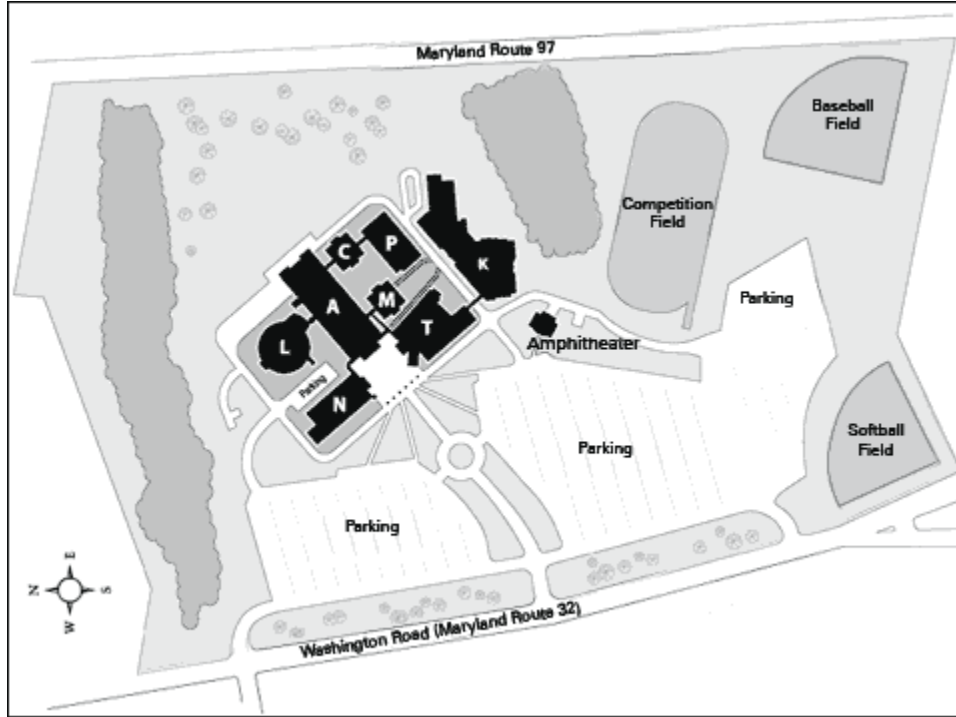 Maryland Route 97
Baseball
Field
Competition
Field
C
P
K
M
A
T
L
Parking
Amphitheater
Parking
N
Parking
Softball
Field
Parking
E
N
S
W
Washington Road (Maryland Route 32)